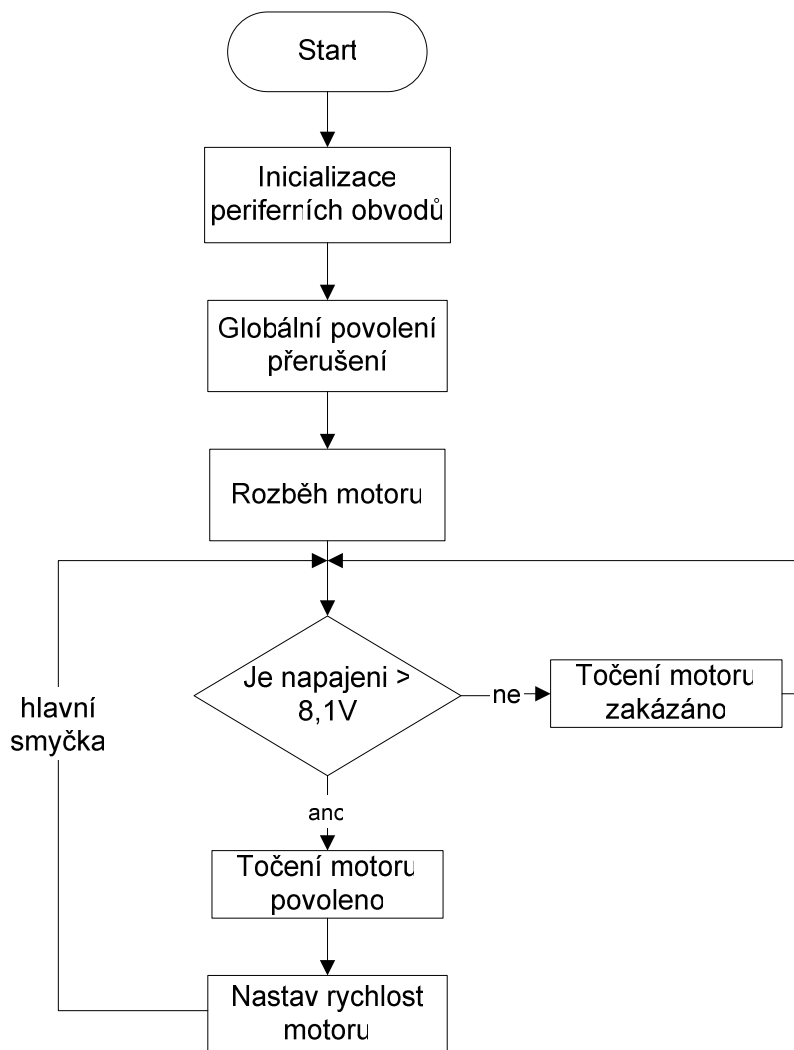 Start
Inicializace
periferních obvodů
Globální povolení
přerušení
Rozběh motoru
Je napajeni >
8,1V
ne
Točení motoru
zakázáno
hlavní
smyčka
ano
Točení motoru
povoleno
Nastav rychlost
motoru